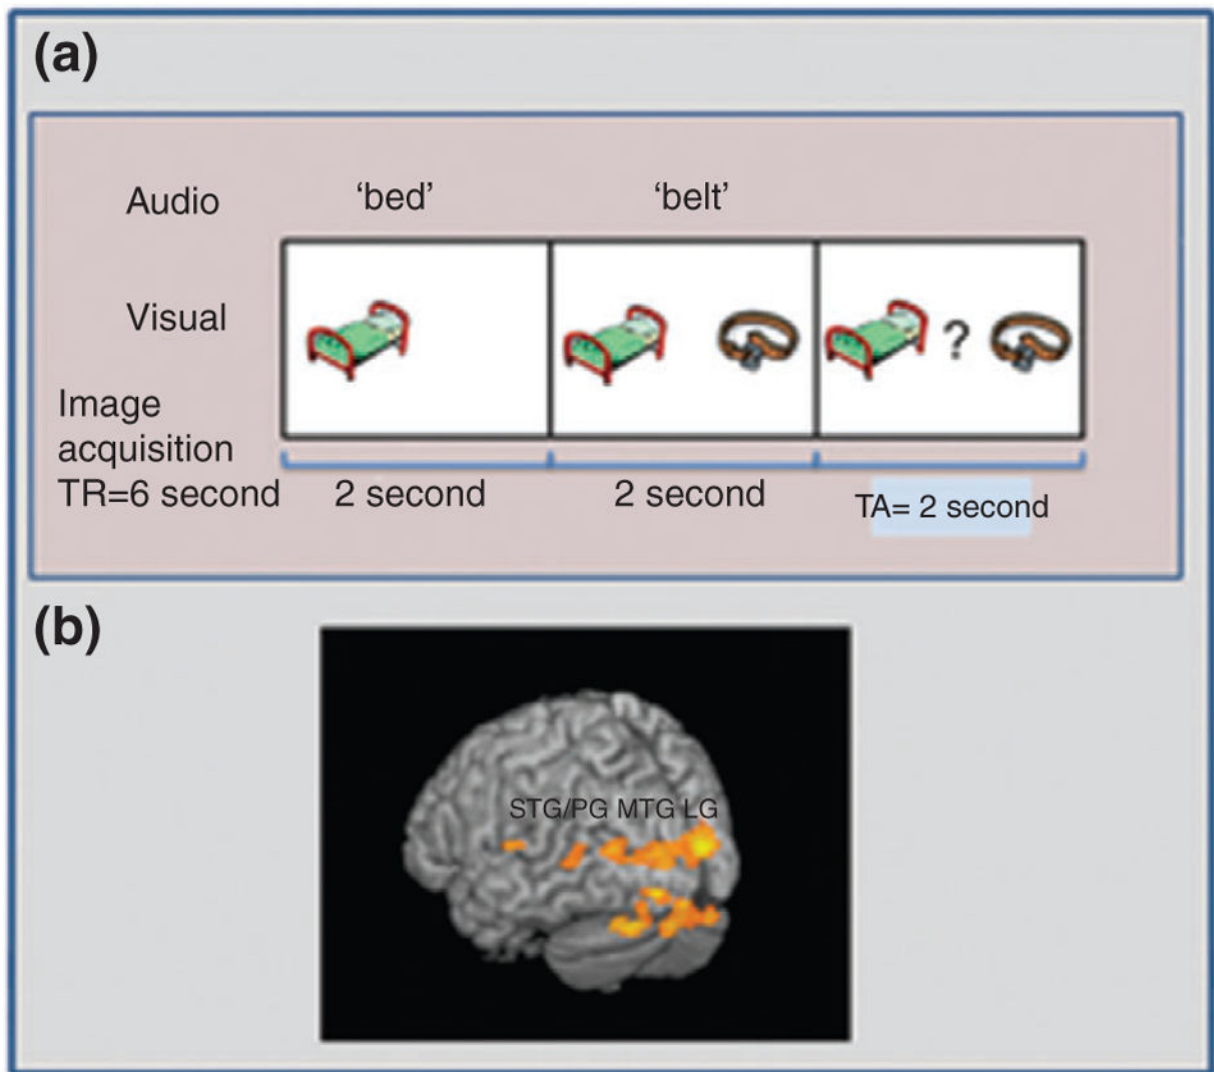 (a)
Audio ‘bed’ ‘belt’
Visual
?
Image
acquisition
TR=6 second 2 second 2 second TA= 2 second
(b)
STG/PG MTG LG